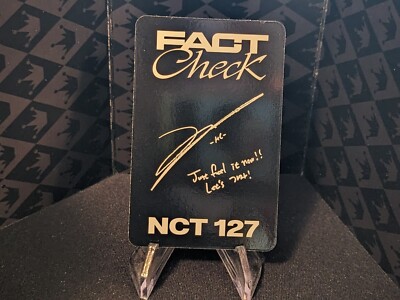 FACT
Check
Just feel it now!!
Let's
NCT 127